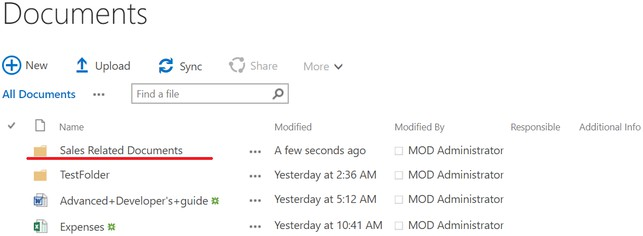 Documents
New Upload Sync Share More
All Documents ... Find a file
Name Modified Modified By Responsible Additional Info
Sales Related Documents ... A few seconds ago MOD Administrator
TestFolder ... Yesterday at 2:36 AM MOD Administrator
Advanced+Developer's+guide ... Yesterday at 5:12 AM MOD Administrator
Expenses ... Yesterday at 10:41 AM MOD Administrator